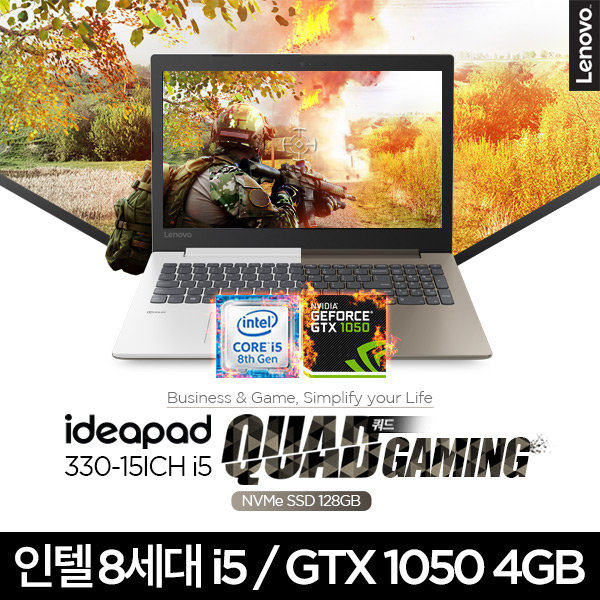 Lenovo.
Lenovo
intel
CORE i5
8th Gen
NVIDIA
GEFORCE
GTX 1050
Business & Game, Simplify your Life
ideapad
330-15ICH i5
QUAD 쿼드 GAMING
NVMe SSD 128GB
인텔 8세대 i5 / GTX 1050 4GB